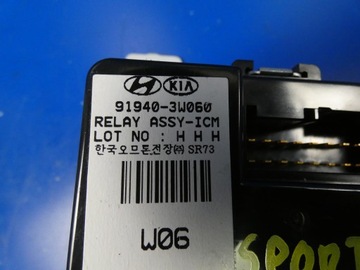 KIA
91940-3W060
RELAY ASSY-ICM
LOT NO : H H H
한국오므론전장㈜ SR73
W06
SPORT